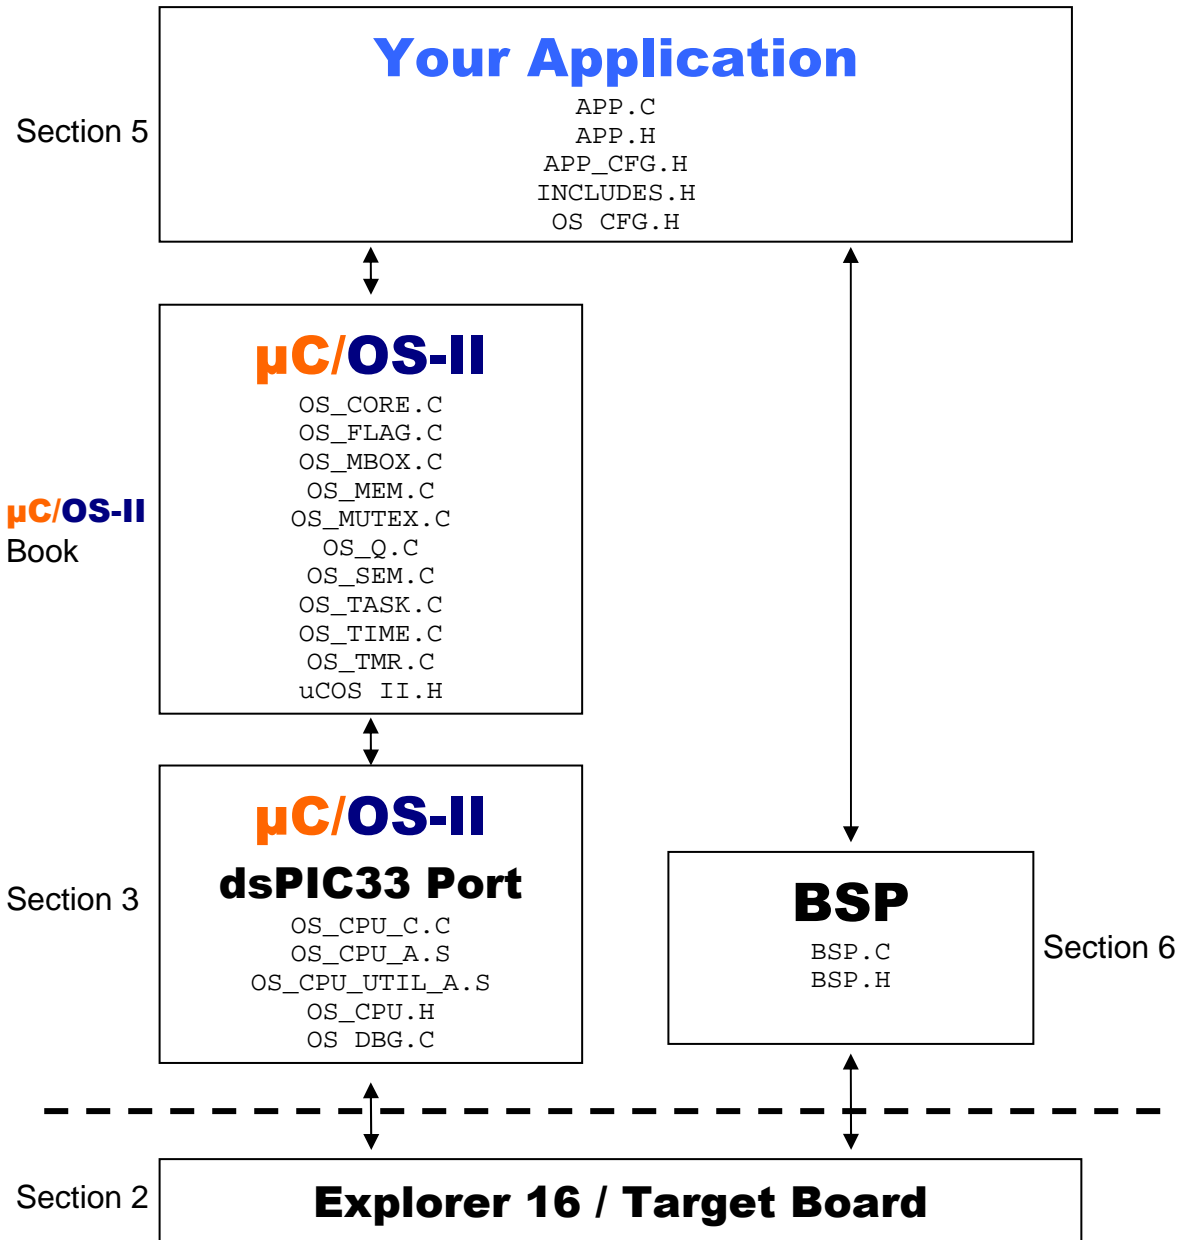 Your Application
APP.C
APP.H
APP_CFG.H
INCLUDES.H
OS CFG.H
Section 5
µC/OS-II
OS_CORE.C
OS_FLAG.C
OS_MBOX.C
OS_MEM.C
OS_MUTEX.C
OS_Q.C
OS_SEM.C
OS_TASK.C
OS_TIME.C
OS_TMR.C
uCOS II.H
µC/OS-II
Book
µC/OS-II
dsPIC33 Port
OS_CPU_C.C
OS_CPU_A.S
OS_CPU_UTIL_A.S
OS_CPU.H
OS DBG.C
Section 3
BSP
BSP.C
BSP.H
Section 6
Section 2
Explorer 16 / Target Board